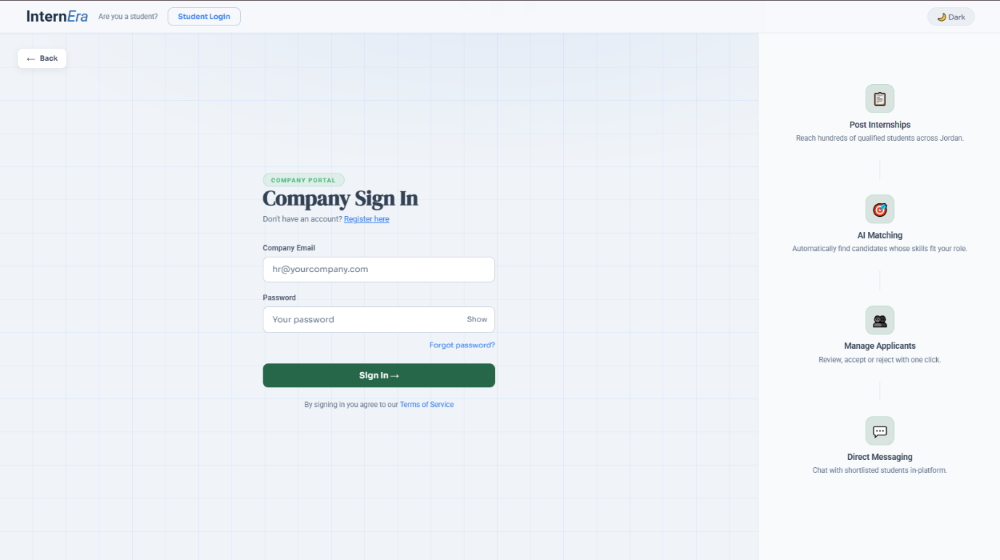 InternEra
Are you a student?
Student Login
🌙 Dark
← Back
COMPANY PORTAL
Company Sign In
Don't have an account? Register here
Company Email
hr@yourcompany.com
Password
Your password
Show
Forgot password?
Sign In →
By signing in you agree to our Terms of Service
Post Internships
Reach hundreds of qualified students across Jordan.
AI Matching
Automatically find candidates whose skills fit your role.
Manage Applicants
Review, accept or reject with one click.
Direct Messaging
Chat with shortlisted students in-platform.